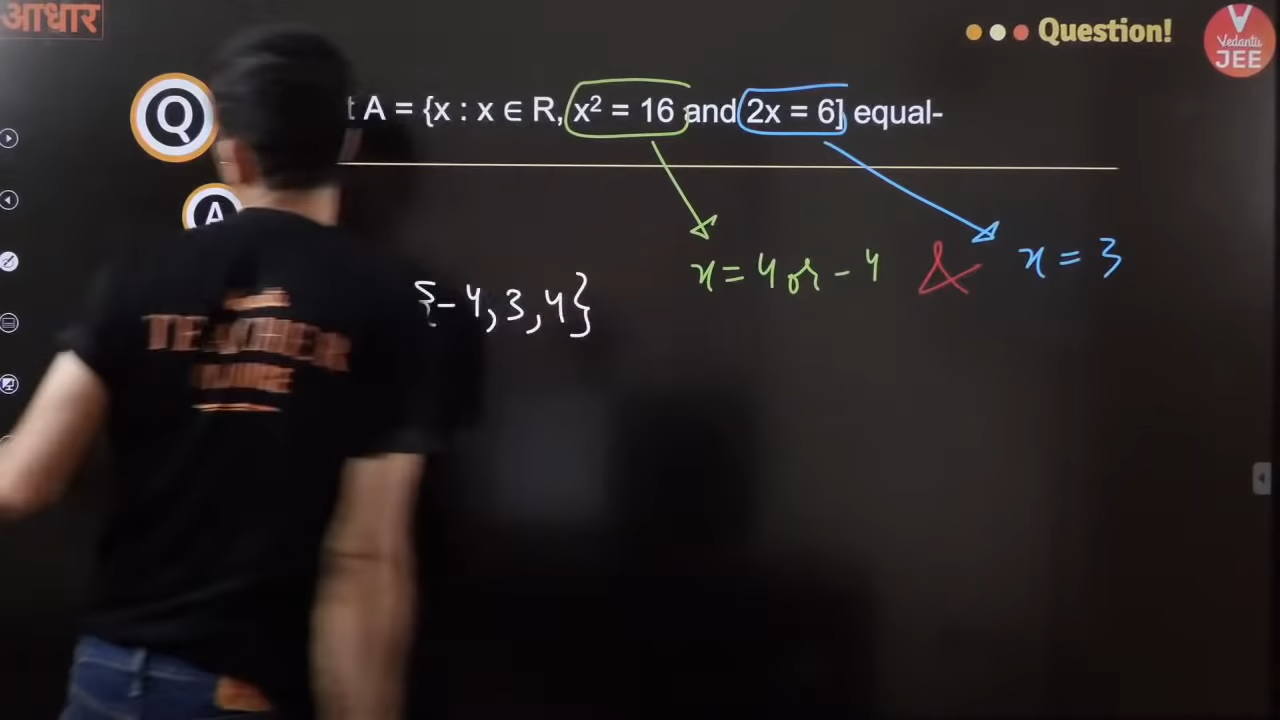 आधार
Question!
Vedantu
JEE
Q
t A = {x : x ∈ R, x² = 16 and 2x = 6] equal-
A
x = 4 or - 4 & x = 3
{-4, 3, 4}
TEACHER